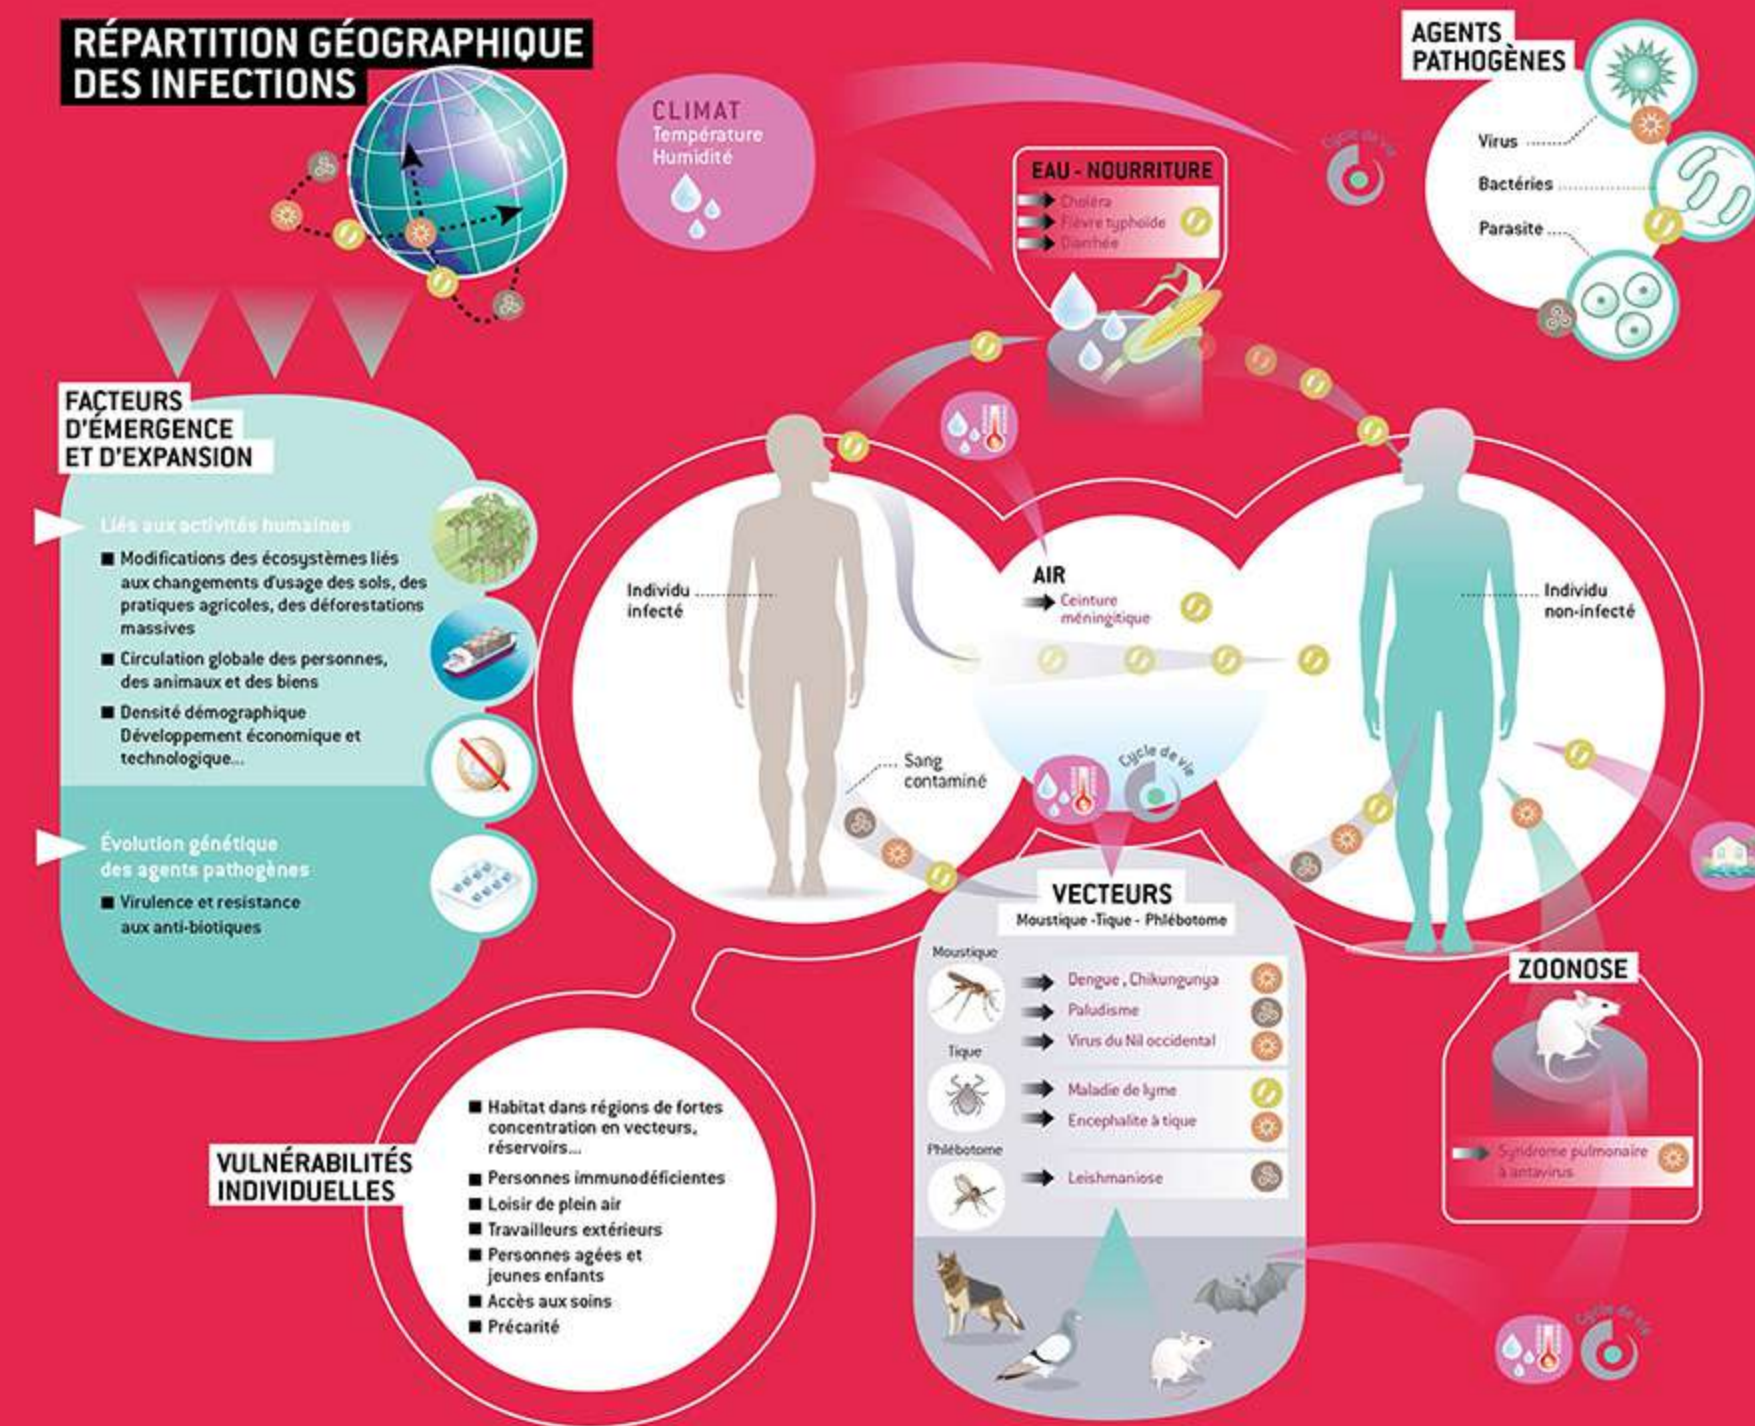 RÉPARTITION GÉOGRAPHIQUE
DES INFECTIONS
CLIMAT
Température
Humidité
EAU - NOURRITURE
Choléra
Fièvre typhoïde
Diarrhée
Cycle de vie
AGENTS
PATHOGÈNES
Virus
Bactéries
Parasite
FACTEURS
D'ÉMERGENCE
ET D'EXPANSION
Liés aux activités humaines
■ Modifications des écosystèmes liés
aux changements d'usage des sols, des
pratiques agricoles, des déforestations
massives
■ Circulation globale des personnes,
des animaux et des biens
■ Densité démographique
Développement économique et
technologique...
Évolution génétique
des agents pathogènes
■ Virulence et resistance
aux anti-biotiques
Individu
infecté
AIR
Ceinture
méningitique
Individu
non-infecté
Sang
contaminé
Cycle de vie
VECTEURS
Moustique -Tique - Phlébotome
Moustique
Dengue , Chikungunya
Paludisme
Virus du Nil occidental
Tique
Maladie de lyme
Encephalite à tique
Phlébotome
Leishmaniose
ZOONOSE
Syndrome pulmonaire
à antavirus
Cycle de vie
VULNÉRABILITÉS
INDIVIDUELLES
■ Habitat dans régions de fortes
concentration en vecteurs,
réservoirs...
■ Personnes immunodéficientes
■ Loisir de plein air
■ Travailleurs extérieurs
■ Personnes agées et
jeunes enfants
■ Accès aux soins
■ Précarité